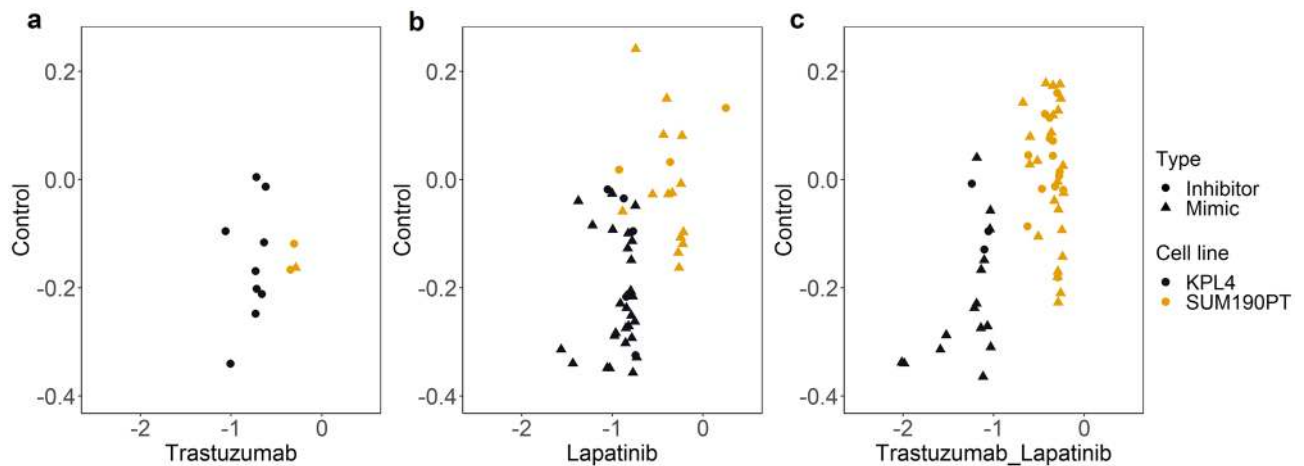 a
b
c
0.2
0.0
-0.2
-0.4
Control
-2
-1
0
Trastuzumab
0.2
0.0
-0.2
-0.4
Control
-2
-1
0
Lapatinib
0.2
0.0
-0.2
-0.4
Control
-2
-1
0
Trastuzumab_Lapatinib
Type
Inhibitor
Mimic
Cell line
KPL4
SUM190PT